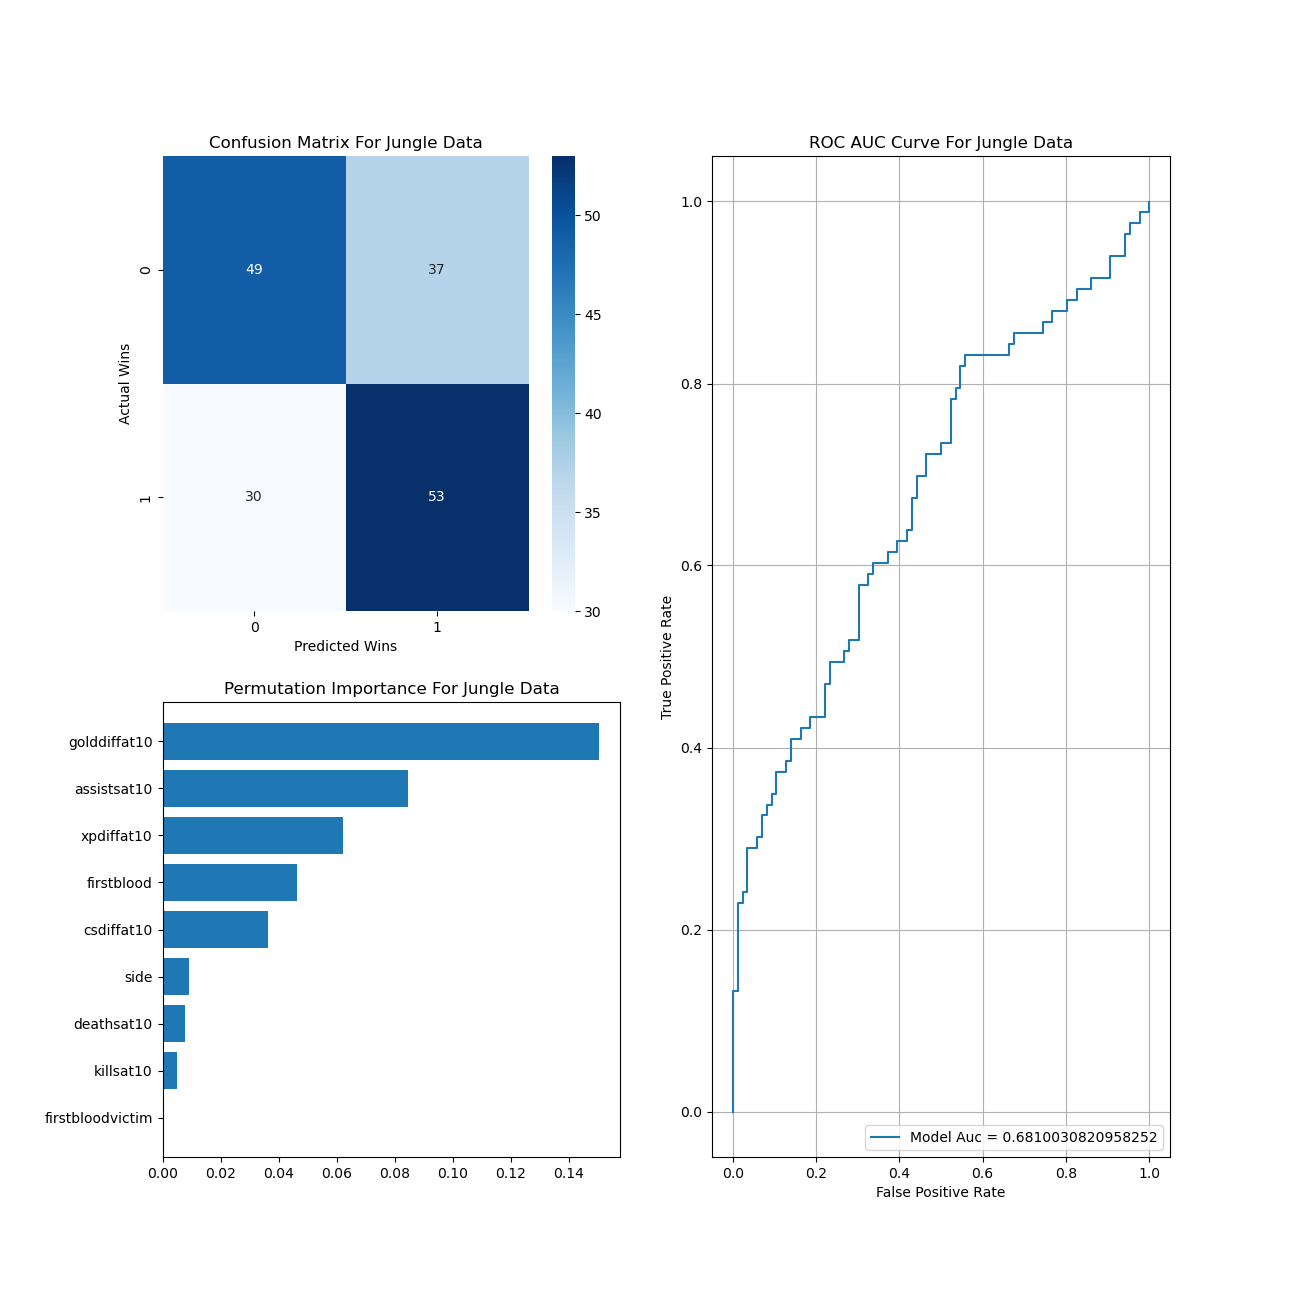 Confusion Matrix For Jungle Data
Actual Wins
0
1
49
37
30
53
0
1
Predicted Wins
50
45
40
35
30
Permutation Importance For Jungle Data
golddiffat10
assistsat10
xpdiffat10
firstblood
csdiffat10
side
deathsat10
killsat10
firstbloodvictim
0.00
0.02
0.04
0.06
0.08
0.10
0.12
0.14
ROC AUC Curve For Jungle Data
True Positive Rate
1.0
0.8
0.6
0.4
0.2
0.0
Model Auc = 0.6810030820958252
0.0
0.2
0.4
0.6
0.8
1.0
False Positive Rate